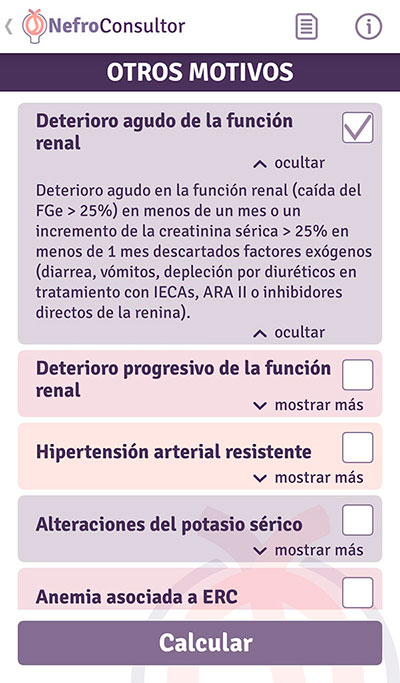 NefroConsultor
OTROS MOTIVOS
Deterioro agudo de la función
renal
ocultar
Deterioro agudo en la función renal (caída del
FGe > 25%) en menos de un mes o un
incremento de la creatinina sérica > 25% en
menos de 1 mes descartados factores exógenos
(diarrea, vómitos, depleción por diuréticos en
tratamiento con IECAs, ARA II o inhibidores
directos de la renina).
ocultar
Deterioro progresivo de la función
renal
mostrar más
Hipertensión arterial resistente
mostrar más
Alteraciones del potasio sérico
mostrar más
Anemia asociada a ERC
Calcular